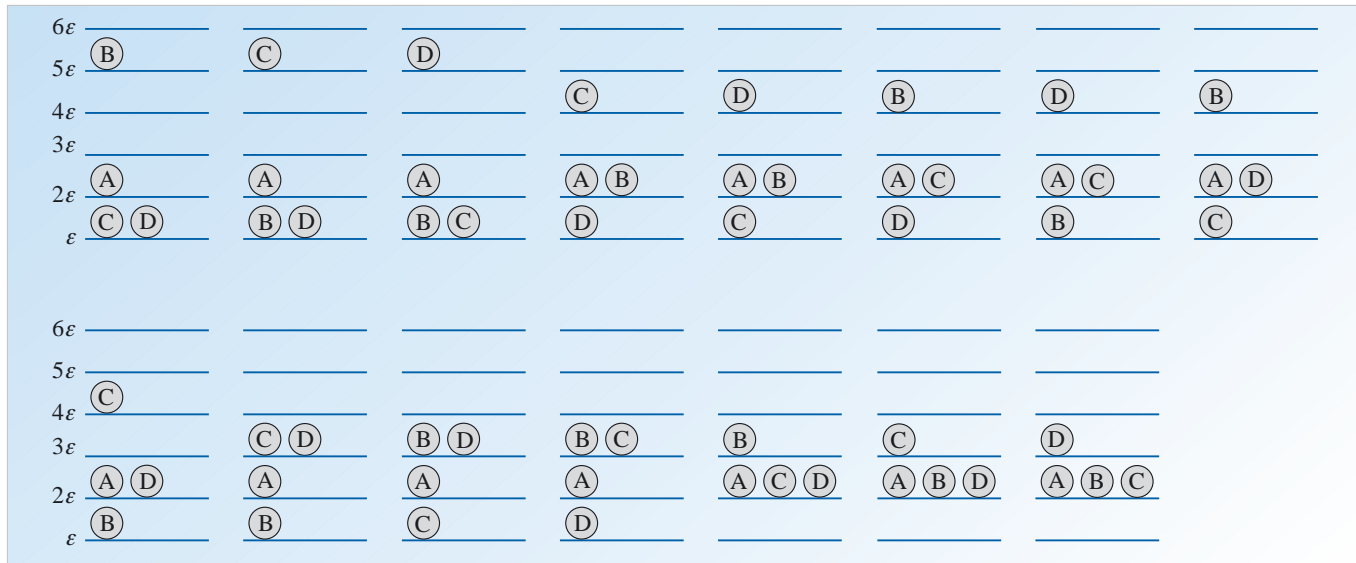 6ε
B C D
5ε
C D B D B
4ε
3ε
A A A A B A B A C A C A D
2ε
C D B D B C D C D B C
ε
6ε
5ε
C
4ε
C D B D B C B C D
3ε
A D A A A A C D A B D A B C
2ε
B B C D
ε